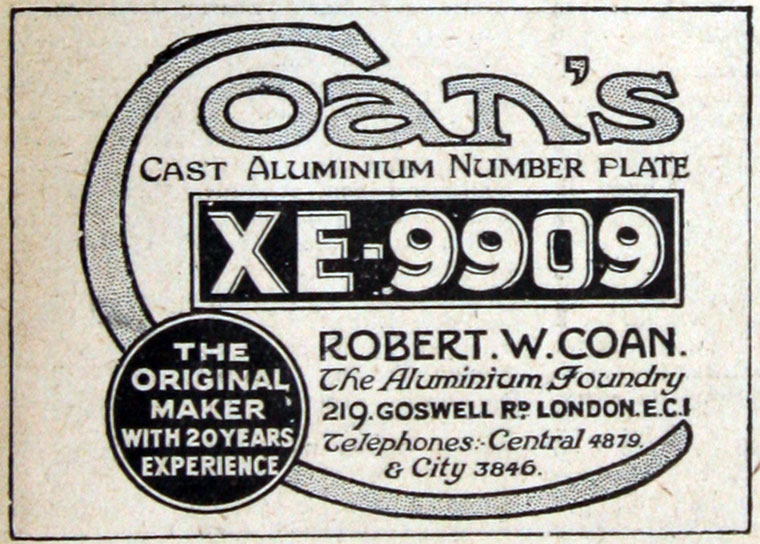 Coan's
CAST ALUMINIUM NUMBER PLATE
XE-9909
THE
ORIGINAL
MAKER
WITH 20 YEARS
EXPERIENCE
ROBERT. W. COAN.
The Aluminium Foundry
219. GOSWELL RD LONDON. E.C.1
Telephones:- Central 4879.
& City 3846.